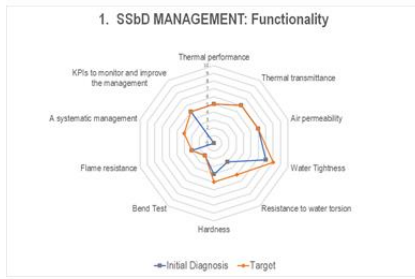 1. SSbD MANAGEMENT: Functionality
Thermal performance
KPIs to monitor and improve
the management
Thermal transmittance
A systematic management
Air permeability
Flame resistance
Water Tightness
Bend Test
Resistance to water torsion
Hardness
Initial Diagnosis
Target